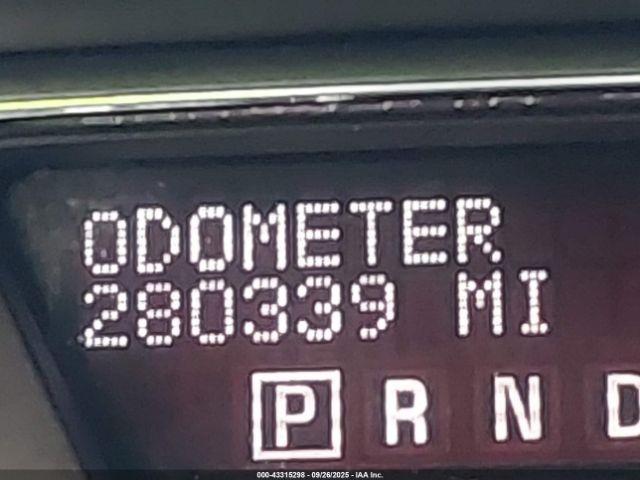 ODOMETER
280339 MI
P R N D
000-43315298 - 09/26/2025 - IAA Inc.